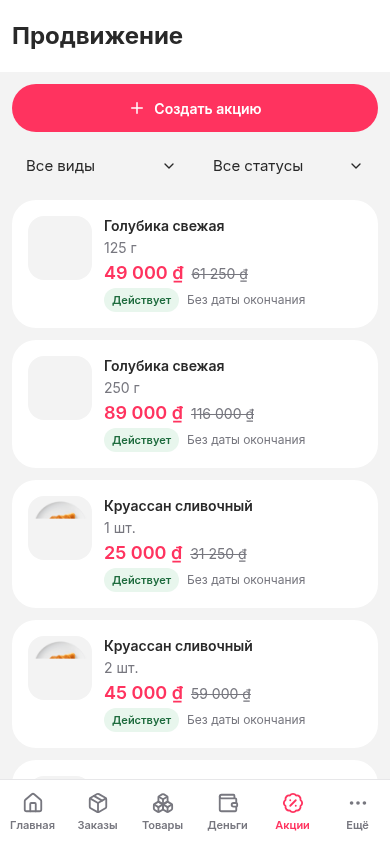 Продвижение
Создать акцию
Все виды
Все статусы
Голубика свежая
125 г
49 000 ₫ 61 250 ₫
Действует Без даты окончания
Голубика свежая
250 г
89 000 ₫ 116 000 ₫
Действует Без даты окончания
Круассан сливочный
1 шт.
25 000 ₫ 31 250 ₫
Действует Без даты окончания
Круассан сливочный
2 шт.
45 000 ₫ 59 000 ₫
Действует Без даты окончания
Главная Заказы Товары Деньги Акции Ещё